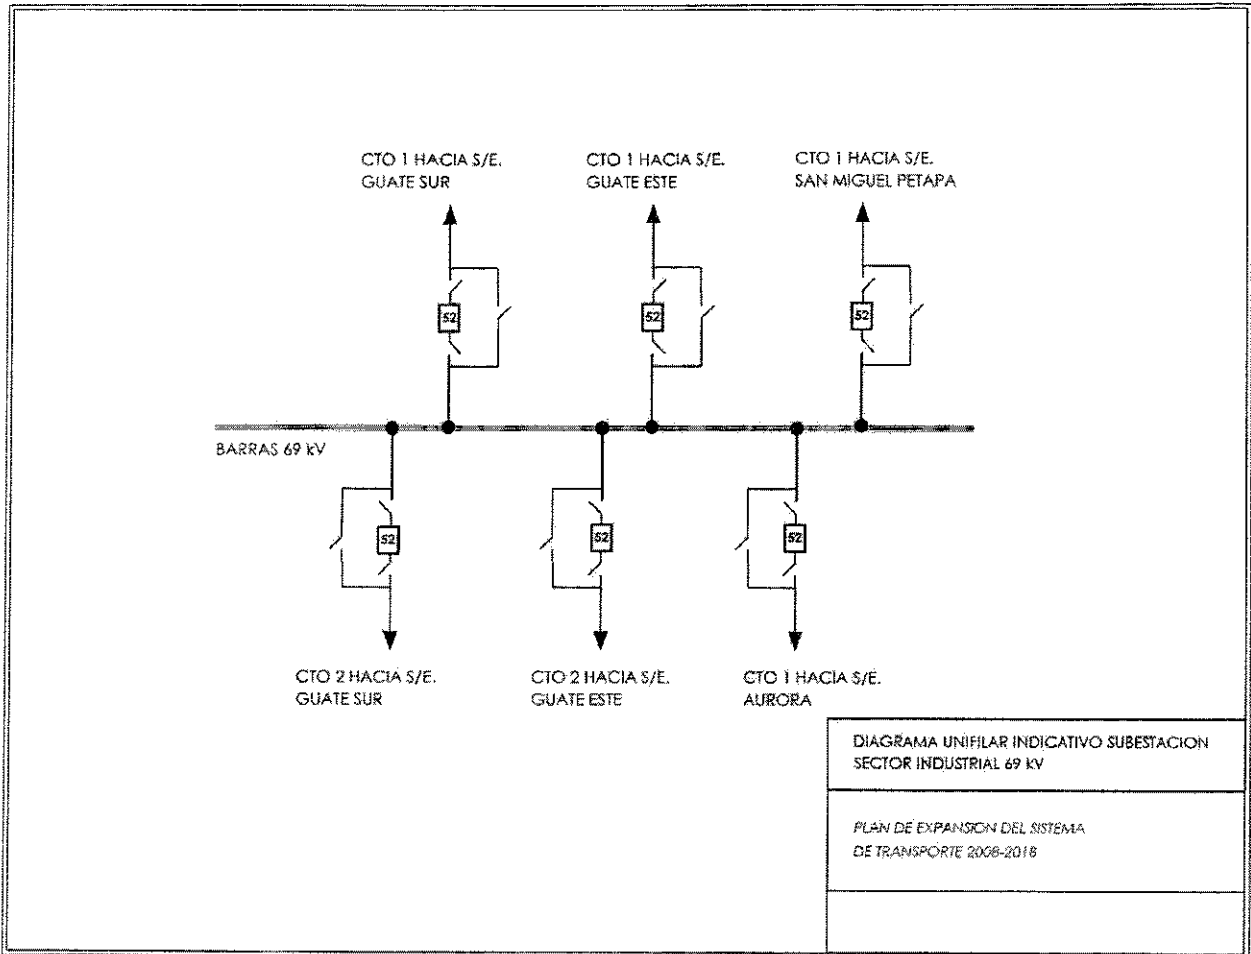 CTO 1 HACIA S/E.
GUATE SUR
CTO 1 HACIA S/E.
GUATE ESTE
CTO 1 HACIA S/E.
SAN MIGUEL PETAPA
52
52
52
BARRAS 69 kV
52
52
52
CTO 2 HACIA S/E.
GUATE SUR
CTO 2 HACIA S/E.
GUATE ESTE
CTO 1 HACIA S/E.
AURORA
DIAGRAMA UNIFILAR INDICATIVO SUBESTACION
SECTOR INDUSTRIAL 69 KV
PLAN DE EXPANSION DEL SISTEMA
DE TRANSPORTE 2008-2018